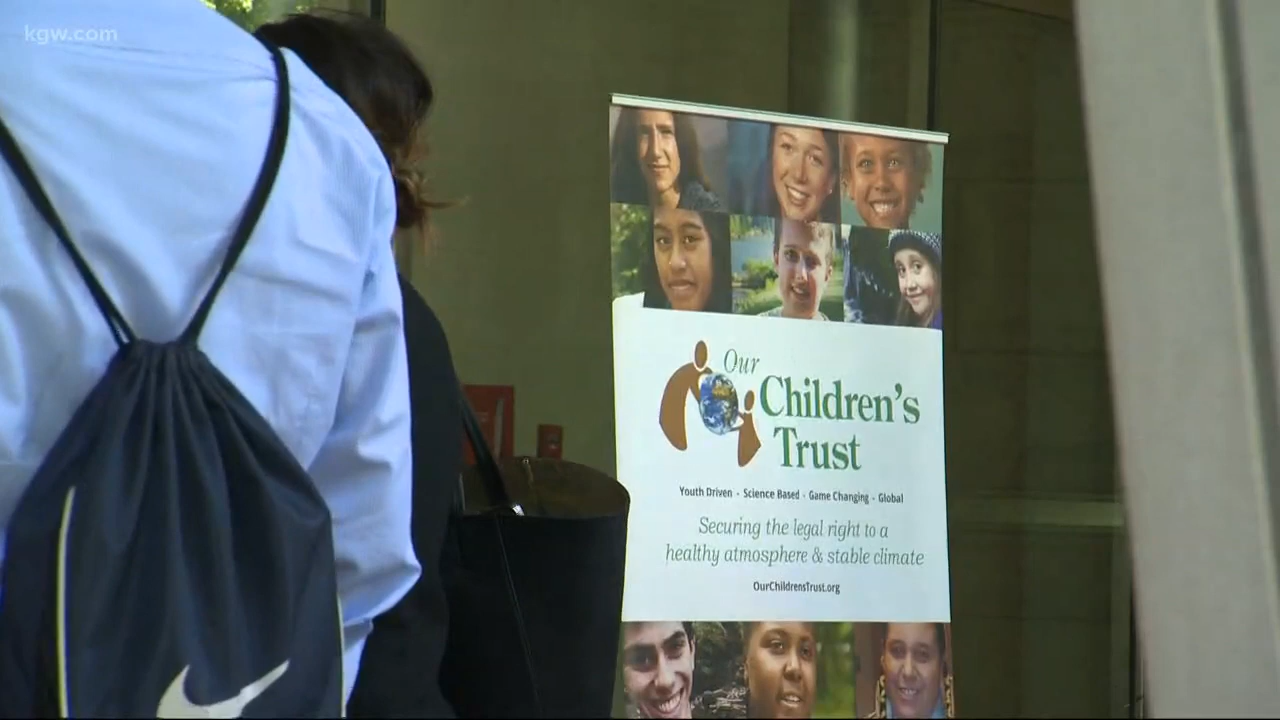 kgw.com
Our
Children's
Trust
Youth Driven - Science Based - Game Changing - Global
Securing the legal right to a
healthy atmosphere & stable climate
OurChildrensTrust.org